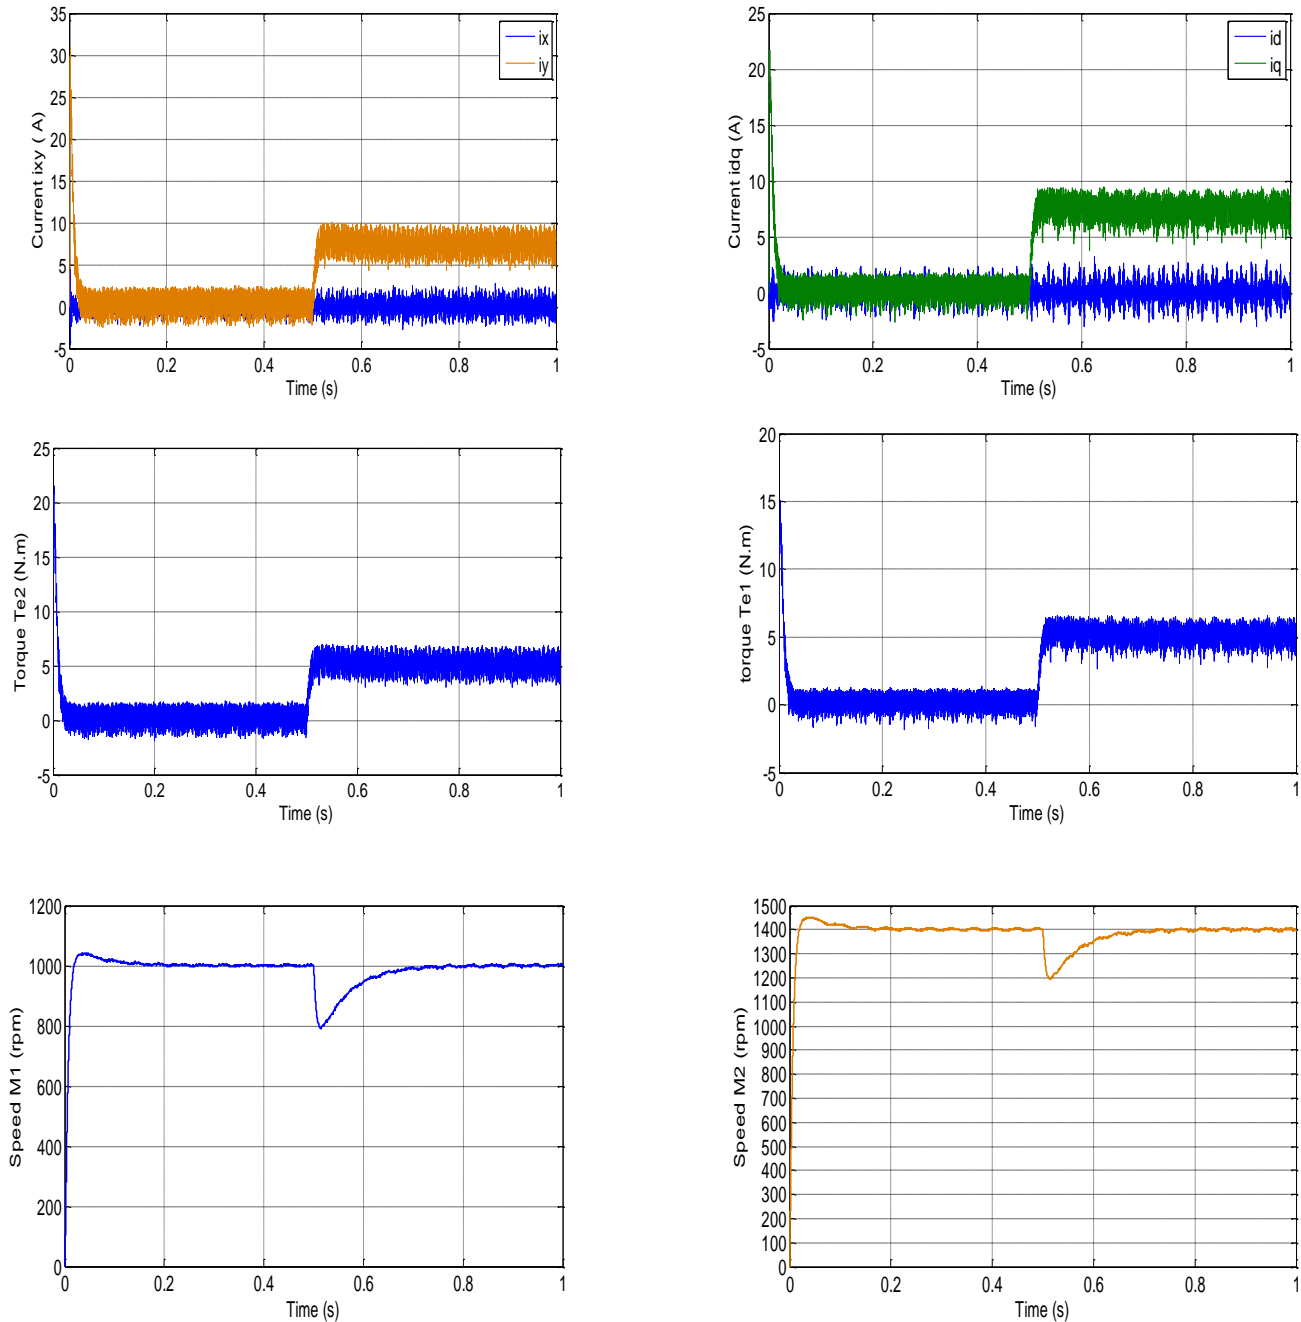 35
30
25
20
15
10
5
0
-5
Current ixy ( A)
ix
iy
0 0.2 0.4 0.6 0.8 1
Time (s)
25
20
15
10
5
0
-5
Current idq (A)
id
iq
0 0.2 0.4 0.6 0.8 1
Time (s)
25
20
15
10
5
0
-5
Torque Te2 (N.m)
0 0.2 0.4 0.6 0.8 1
Time (s)
20
15
10
5
0
-5
torque Te1 (N.m)
0 0.2 0.4 0.6 0.8 1
Time (s)
1200
1000
800
600
400
200
0
Speed M1 (rpm)
0 0.2 0.4 0.6 0.8 1
Time (s)
1500
1400
1300
1200
1100
1000
900
800
700
600
500
400
300
200
100
0
Speed M2 (rpm)
0 0.2 0.4 0.6 0.8 1
Time (s)